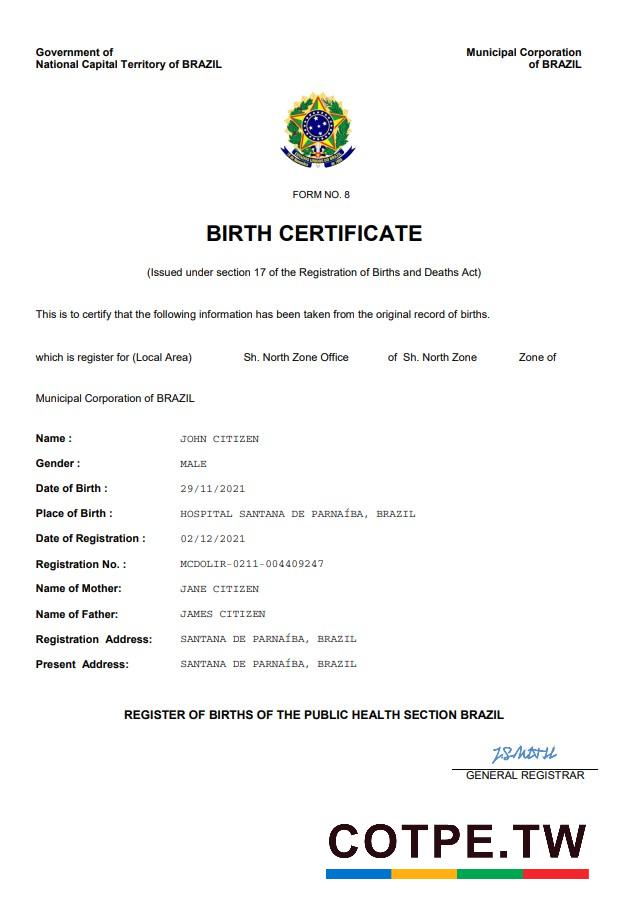 Government of
National Capital Territory of BRAZIL
Municipal Corporation
of BRAZIL
FORM NO. 8
BIRTH CERTIFICATE
(Issued under section 17 of the Registration of Births and Deaths Act)
This is to certify that the following information has been taken from the original record of births.
which is register for (Local Area) Sh. North Zone Office of Sh. North Zone Zone of
Municipal Corporation of BRAZIL
Name : JOHN CITIZEN
Gender : MALE
Date of Birth : 29/11/2021
Place of Birth : HOSPITAL SANTANA DE PARNAÍBA, BRAZIL
Date of Registration : 02/12/2021
Registration No. : MCDOLIR-0211-004409247
Name of Mother: JANE CITIZEN
Name of Father: JAMES CITIZEN
Registration Address: SANTANA DE PARNAÍBA, BRAZIL
Present Address: SANTANA DE PARNAÍBA, BRAZIL
REGISTER OF BIRTHS OF THE PUBLIC HEALTH SECTION BRAZIL
GENERAL REGISTRAR
COTPE.TW